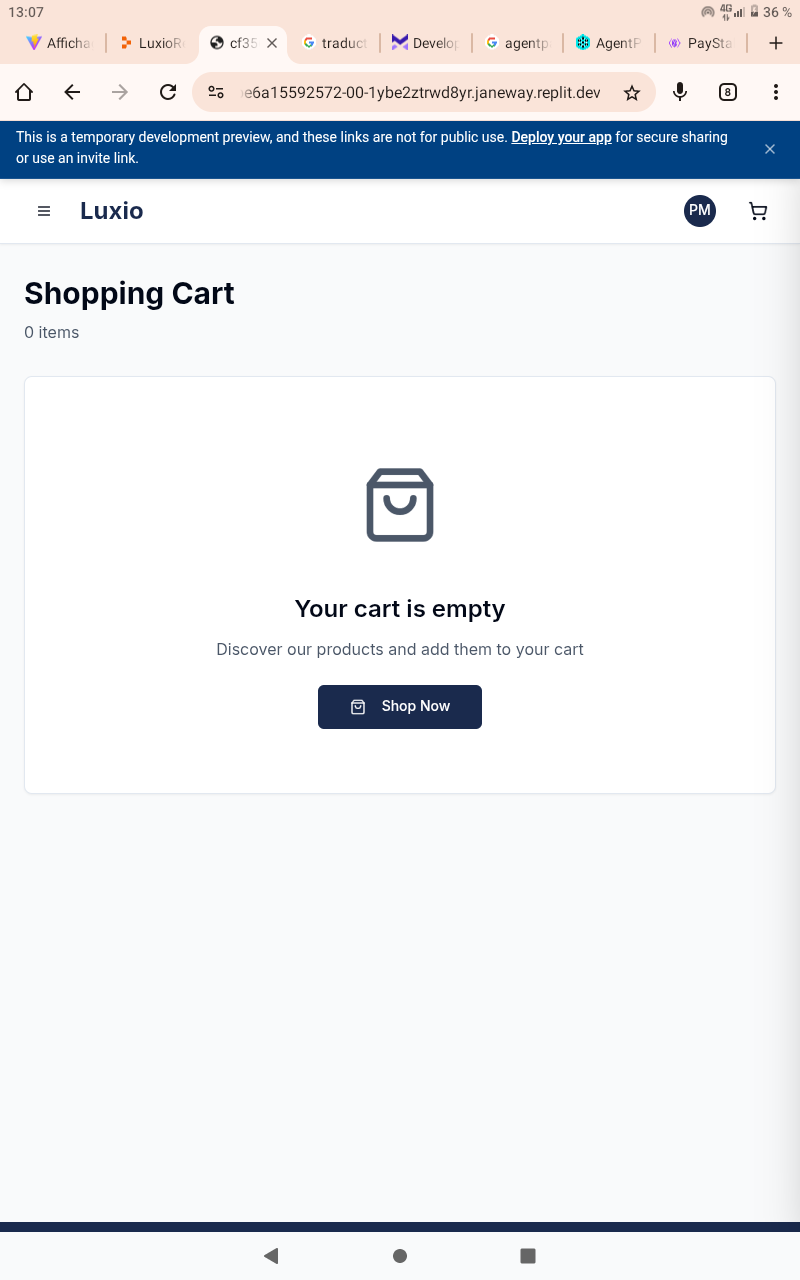 13:07
4G
36 %
Afficha
LuxioR
cf35
traduct
Develop
agentp
AgentP
PaySta
e6a15592572-00-1ybe2ztrwd8yr.janeway.replit.dev
8
This is a temporary development preview, and these links are not for public use. Deploy your app for secure sharing
or use an invite link.
Luxio
PM
Shopping Cart
0 items
Your cart is empty
Discover our products and add them to your cart
Shop Now